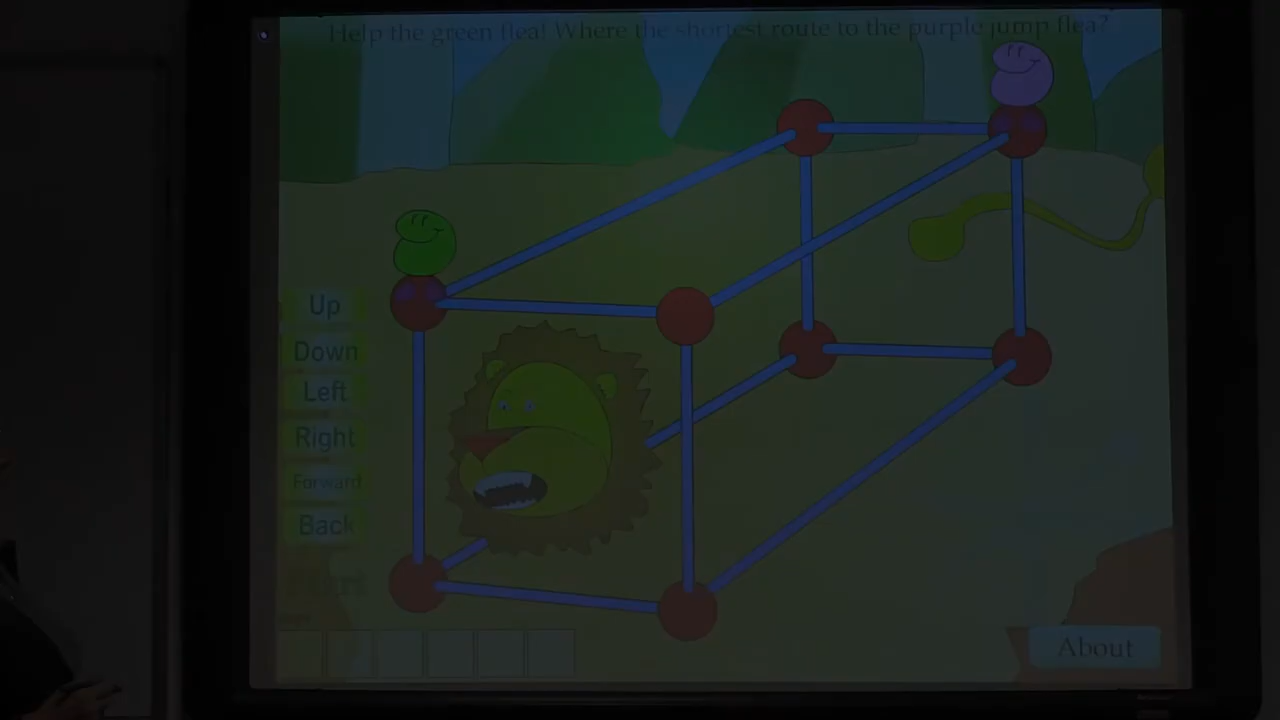 Help the green flea! Where the shortest route to the purple jump flea?
Up
Down
Left
Right
Forward
Back
Start
About